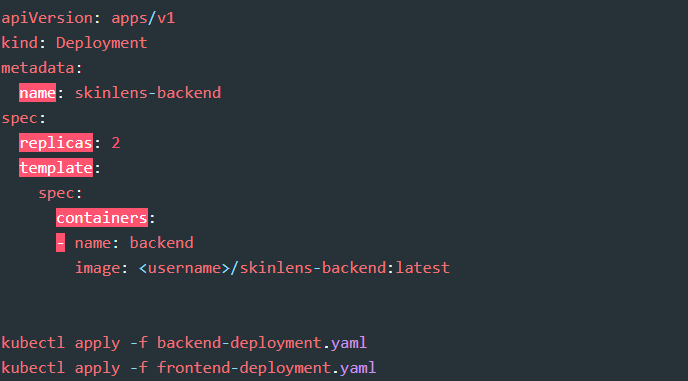 apiVersion: apps/v1
kind: Deployment
metadata:
  name: skinlens-backend
spec:
  replicas: 2
  template:
    spec:
      containers:
      - name: backend
        image: <username>/skinlens-backend:latest
kubectl apply -f backend-deployment.yaml
kubectl apply -f frontend-deployment.yaml